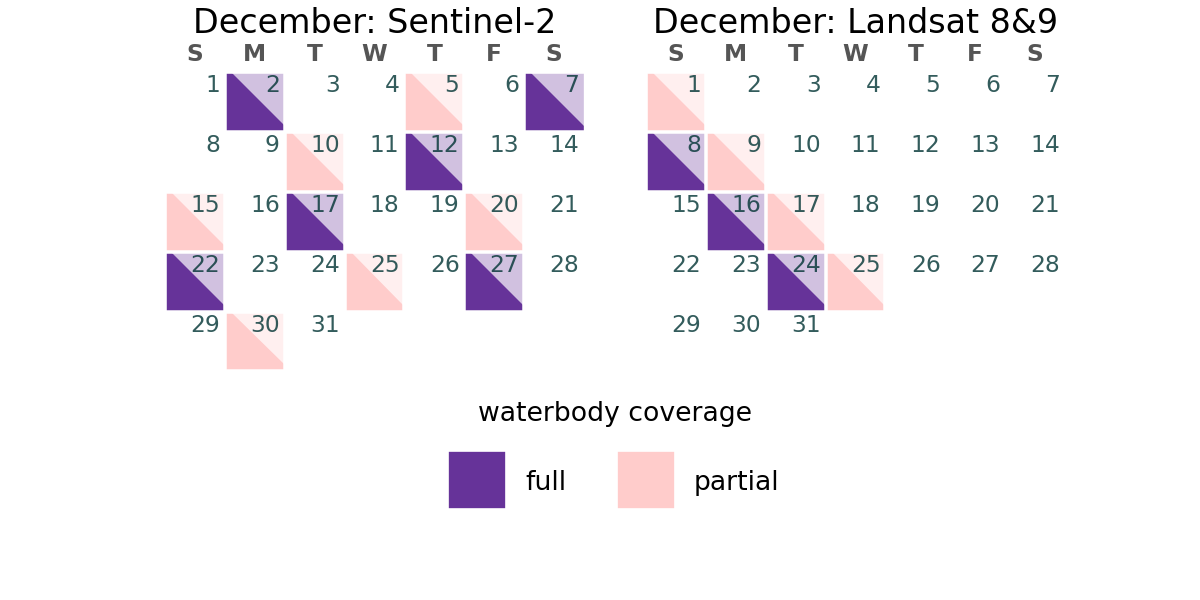 December: Sentinel-2
S M T W T F S
1 2 3 4 5 6 7
8 9 10 11 12 13 14
15 16 17 18 19 20 21
22 23 24 25 26 27 28
29 30 31
December: Landsat 8&9
S M T W T F S
1 2 3 4 5 6 7
8 9 10 11 12 13 14
15 16 17 18 19 20 21
22 23 24 25 26 27 28
29 30 31
waterbody coverage
full partial